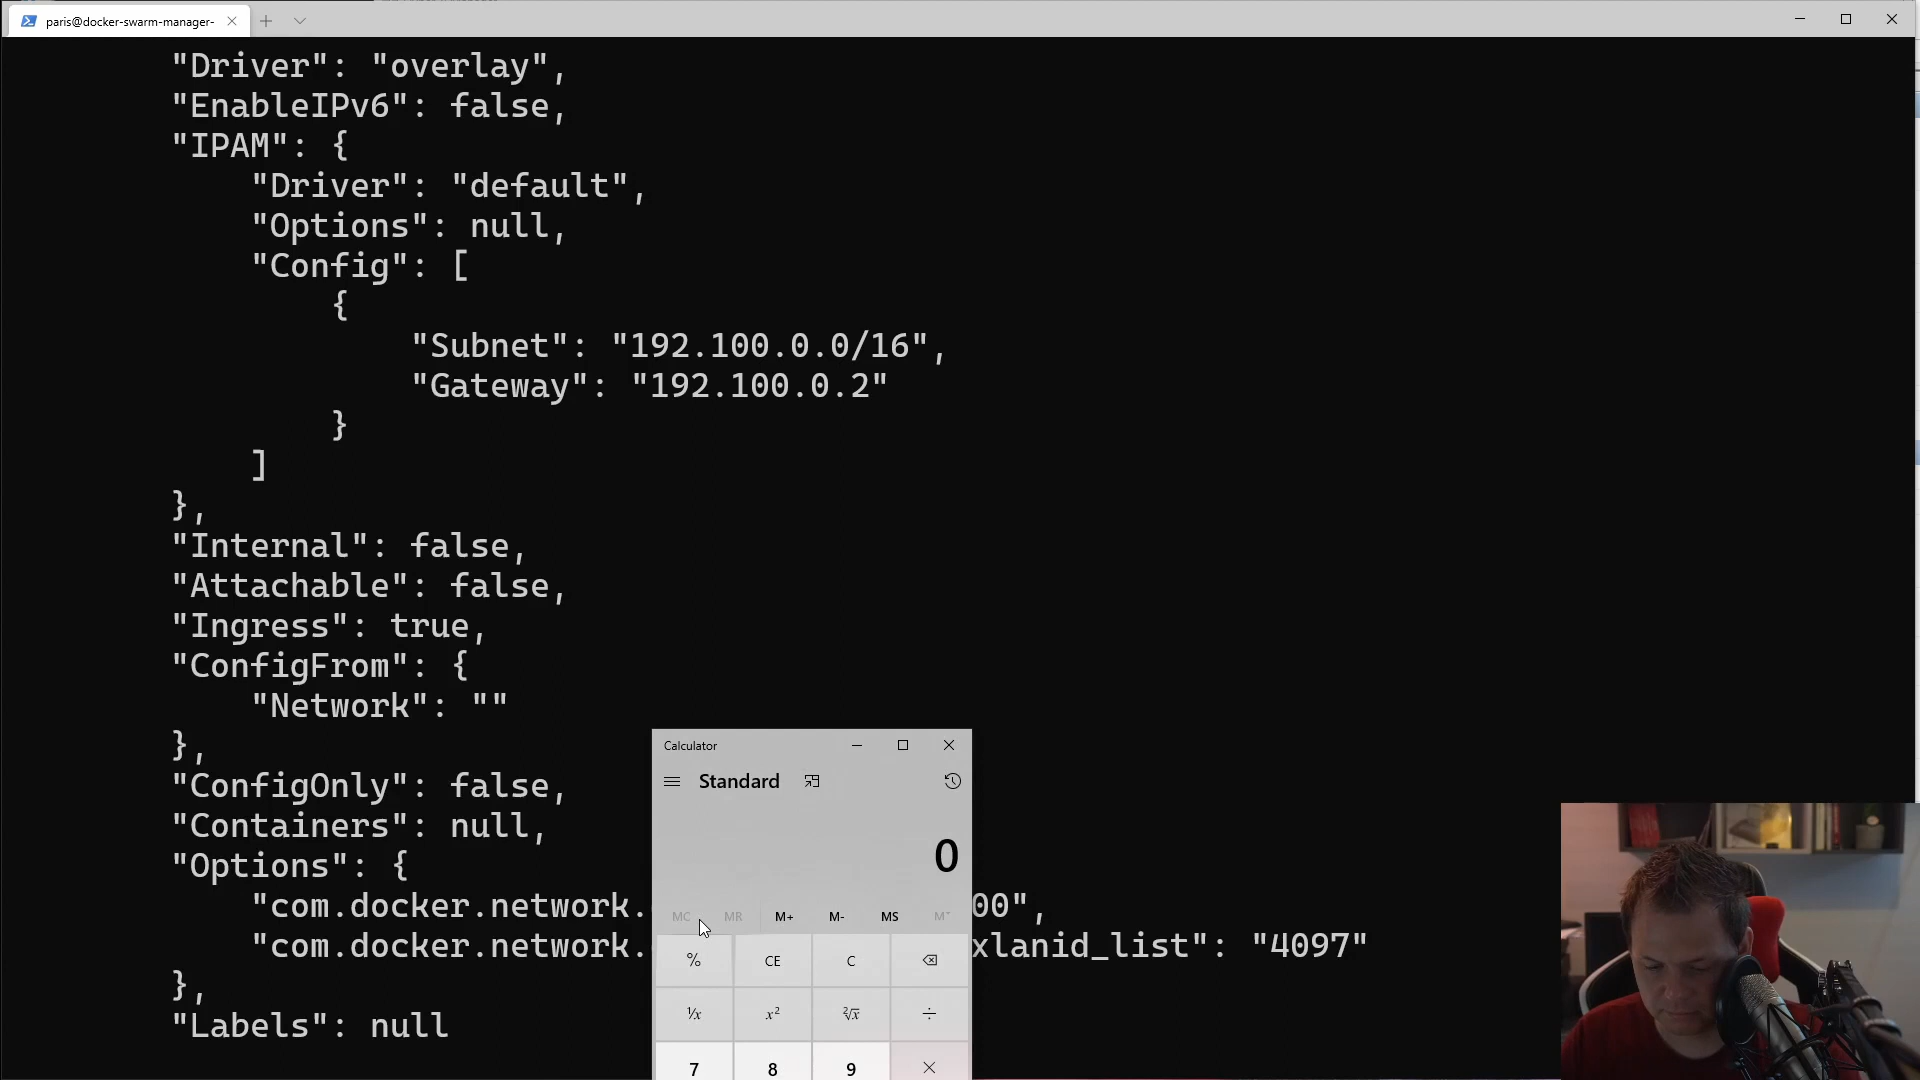 paris@docker-swarm-manager-
"Driver": "overlay",
"EnableIPv6": false,
"IPAM": {
"Driver": "default",
"Options": null,
"Config": [
{
"Subnet": "192.100.0.0/16",
"Gateway": "192.100.0.2"
}
]
},
"Internal": false,
"Attachable": false,
"Ingress": true,
"ConfigFrom": {
"Network": ""
},
"ConfigOnly": false,
"Containers": null,
"Options": {
"com.docker.network. 00",
"com.docker.network. xlanid_list": "4097"
},
"Labels": null
Calculator
Standard
0
MC MR M+ M- MS M˅
% CE C
⅟x x² ²√x ÷
7 8 9 ×